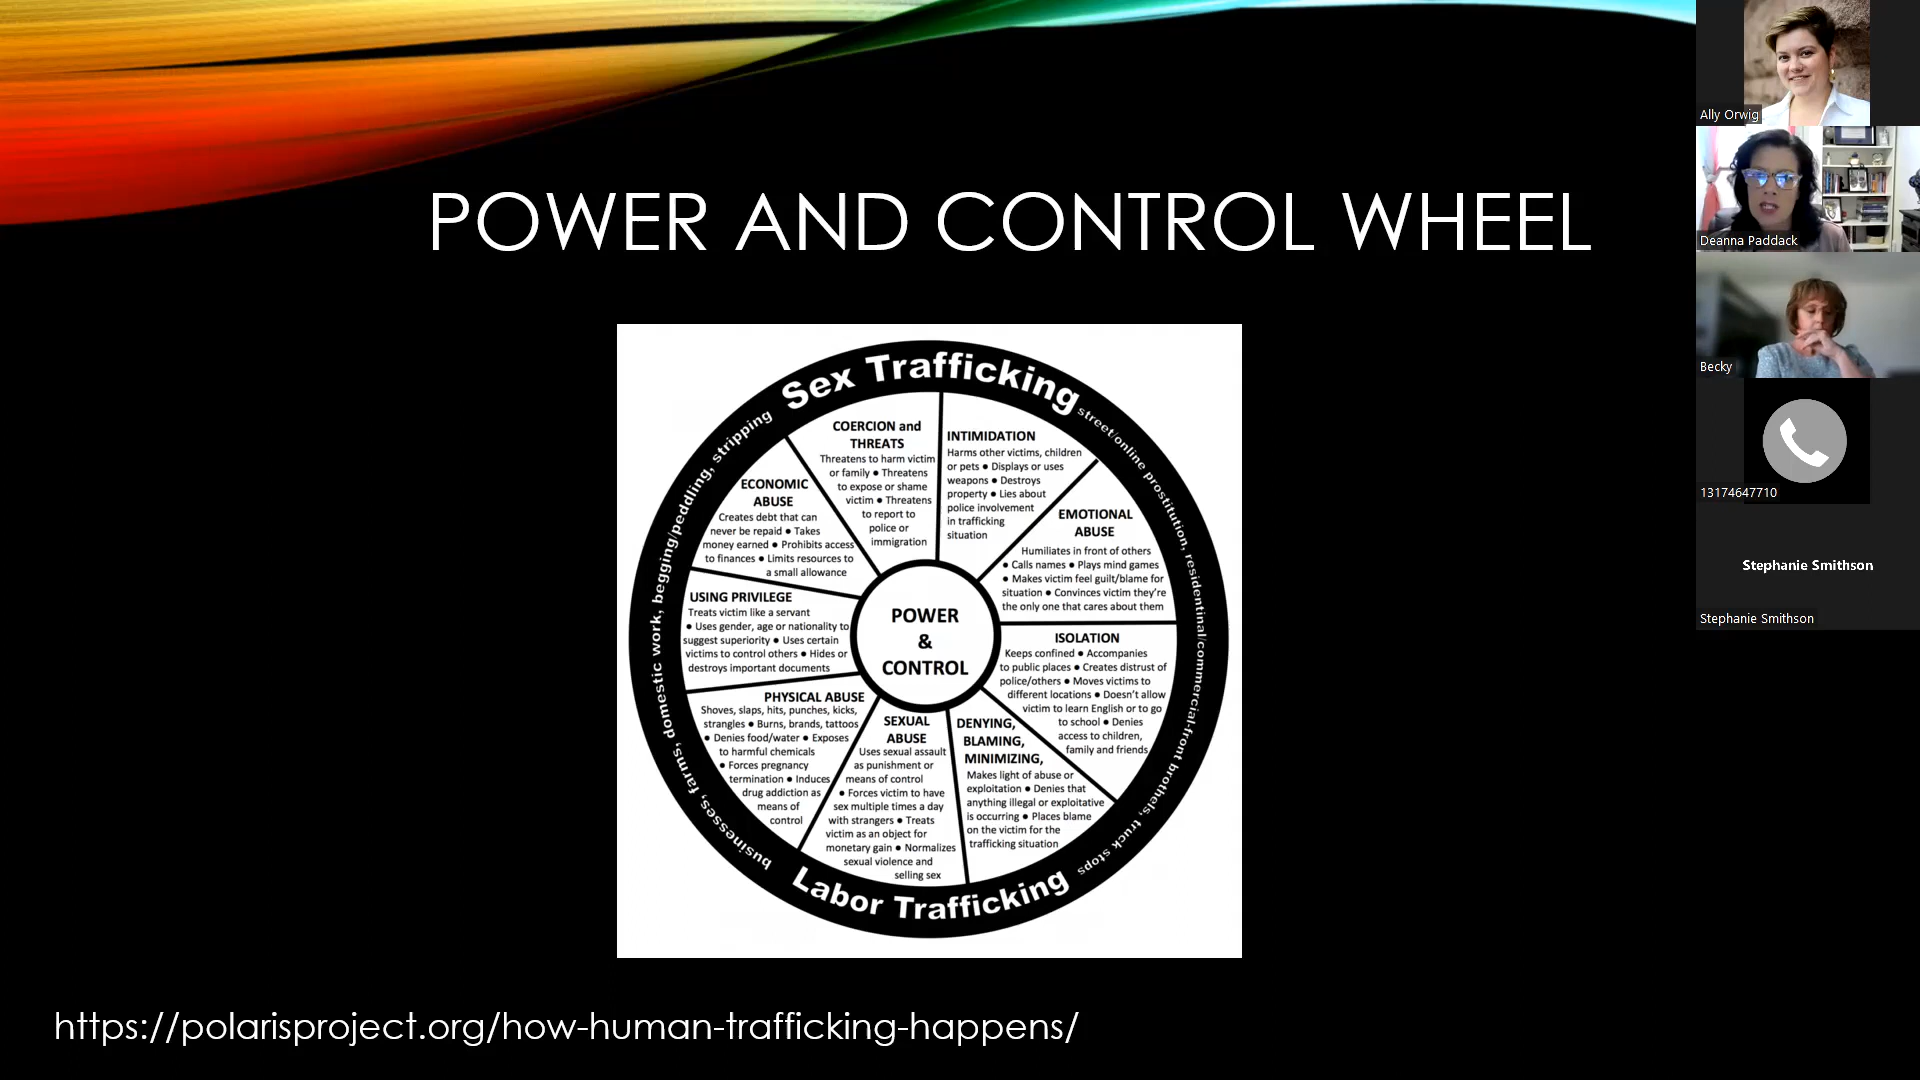 POWER AND CONTROL WHEEL
Sex Trafficking
street/online prostitution, residential/commercial-front brothels, truck stops
Labor Trafficking
businesses, farms, domestic work, begging/peddling, stripping
COERCION and
THREATS
Threatens to harm victim
or family ● Threatens
to expose or shame
victim ● Threatens
to report to
police or
immigration
INTIMIDATION
Harms other victims, children
or pets ● Displays or uses
weapons ● Destroys
property ● Lies about
police involvement
in trafficking
situation
EMOTIONAL
ABUSE
Humiliates in front of others
● Calls names ● Plays mind games
● Makes victim feel guilt/blame for
situation ● Convinces victim they're
the only one that cares about them
ISOLATION
Keeps confined ● Accompanies
to public places ● Creates distrust of
police/others ● Moves victims to
different locations ● Doesn't allow
victim to learn English or to go
to school ● Denies
access to children,
family and friends
DENYING,
BLAMING,
MINIMIZING,
Makes light of abuse or
exploitation ● Denies that
anything illegal or exploitative
is occurring ● Places blame
on the victim for the
trafficking situation
SEXUAL
ABUSE
Uses sexual assault
as punishment or
means of control
● Forces victim to have
sex multiple times a day
with strangers ● Treats
victim as an object for
monetary gain ● Normalizes
sexual violence and
selling sex
PHYSICAL ABUSE
Shoves, slaps, hits, punches, kicks,
strangles ● Burns, brands, tattoos
● Denies food/water ● Exposes
to harmful chemicals
● Forces pregnancy
termination ● Induces
drug addiction as
means of
control
USING PRIVILEGE
Treats victim like a servant
● Uses gender, age or nationality to
suggest superiority ● Uses certain
victims to control others ● Hides or
destroys important documents
ECONOMIC
ABUSE
Creates debt that can
never be repaid ● Takes
money earned ● Prohibits access
to finances ● Limits resources to
a small allowance
POWER
&
CONTROL
https://polarisproject.org/how-human-trafficking-happens/
Ally Orwig
Deanna Paddack
Becky
13174647710
Stephanie Smithson
Stephanie Smithson